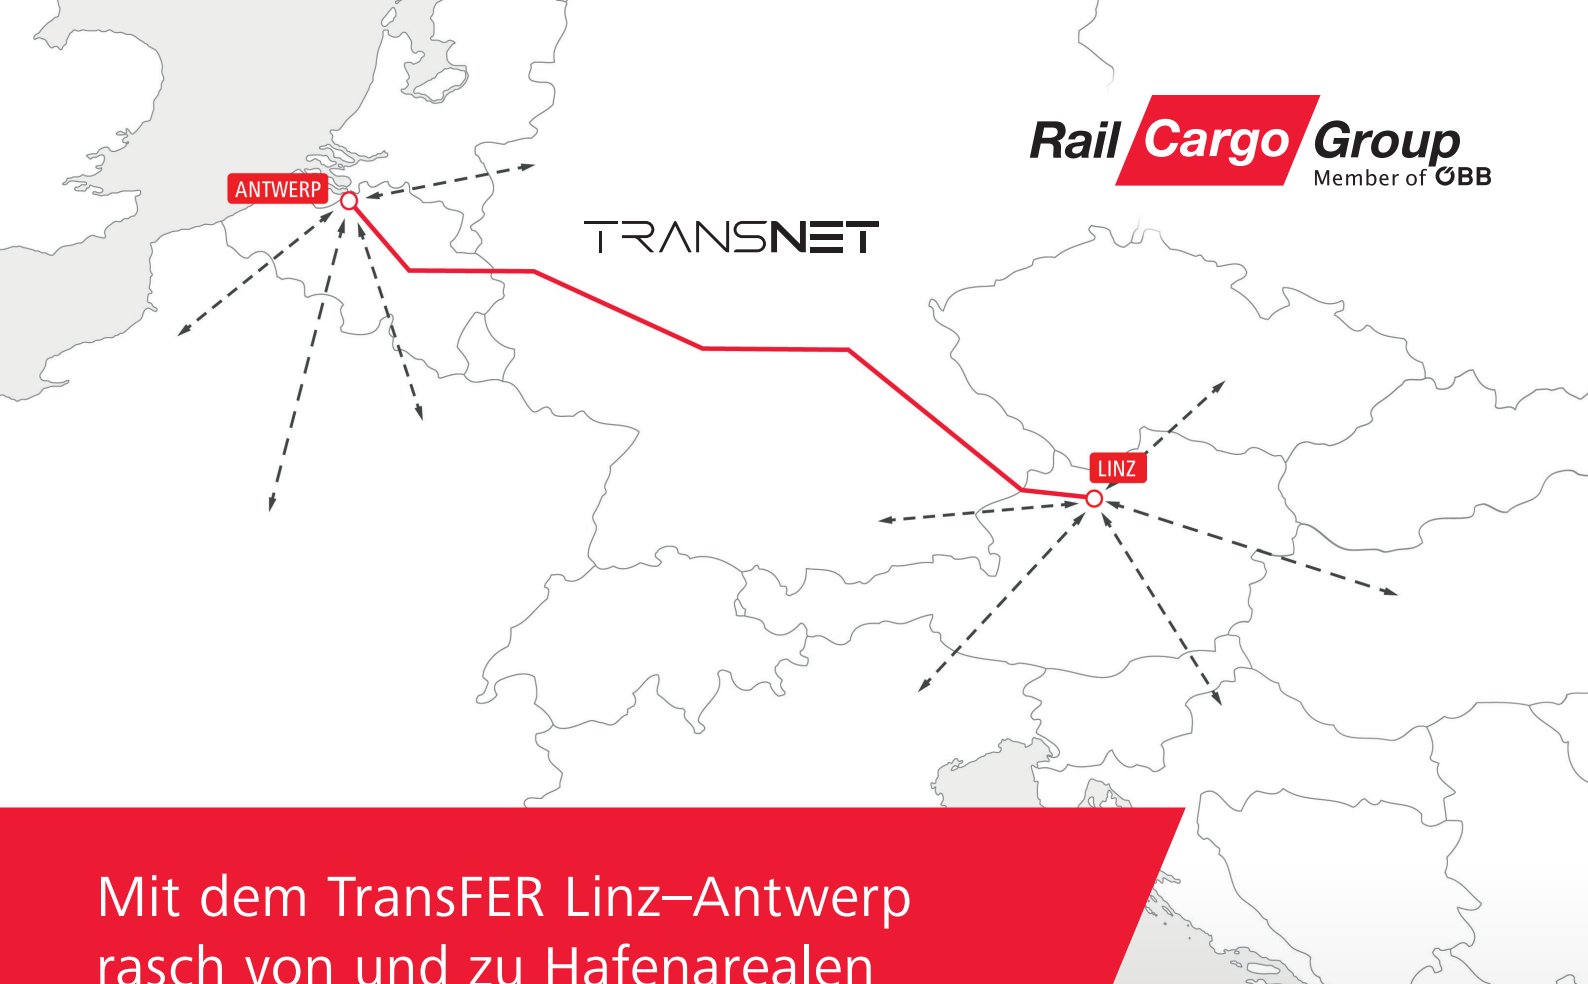 Rail Cargo Group
Member of ÖBB
ANTWERP
TRANSNET
LINZ
Mit dem TransFER Linz–Antwerp
rasch von und zu Hafenarealen